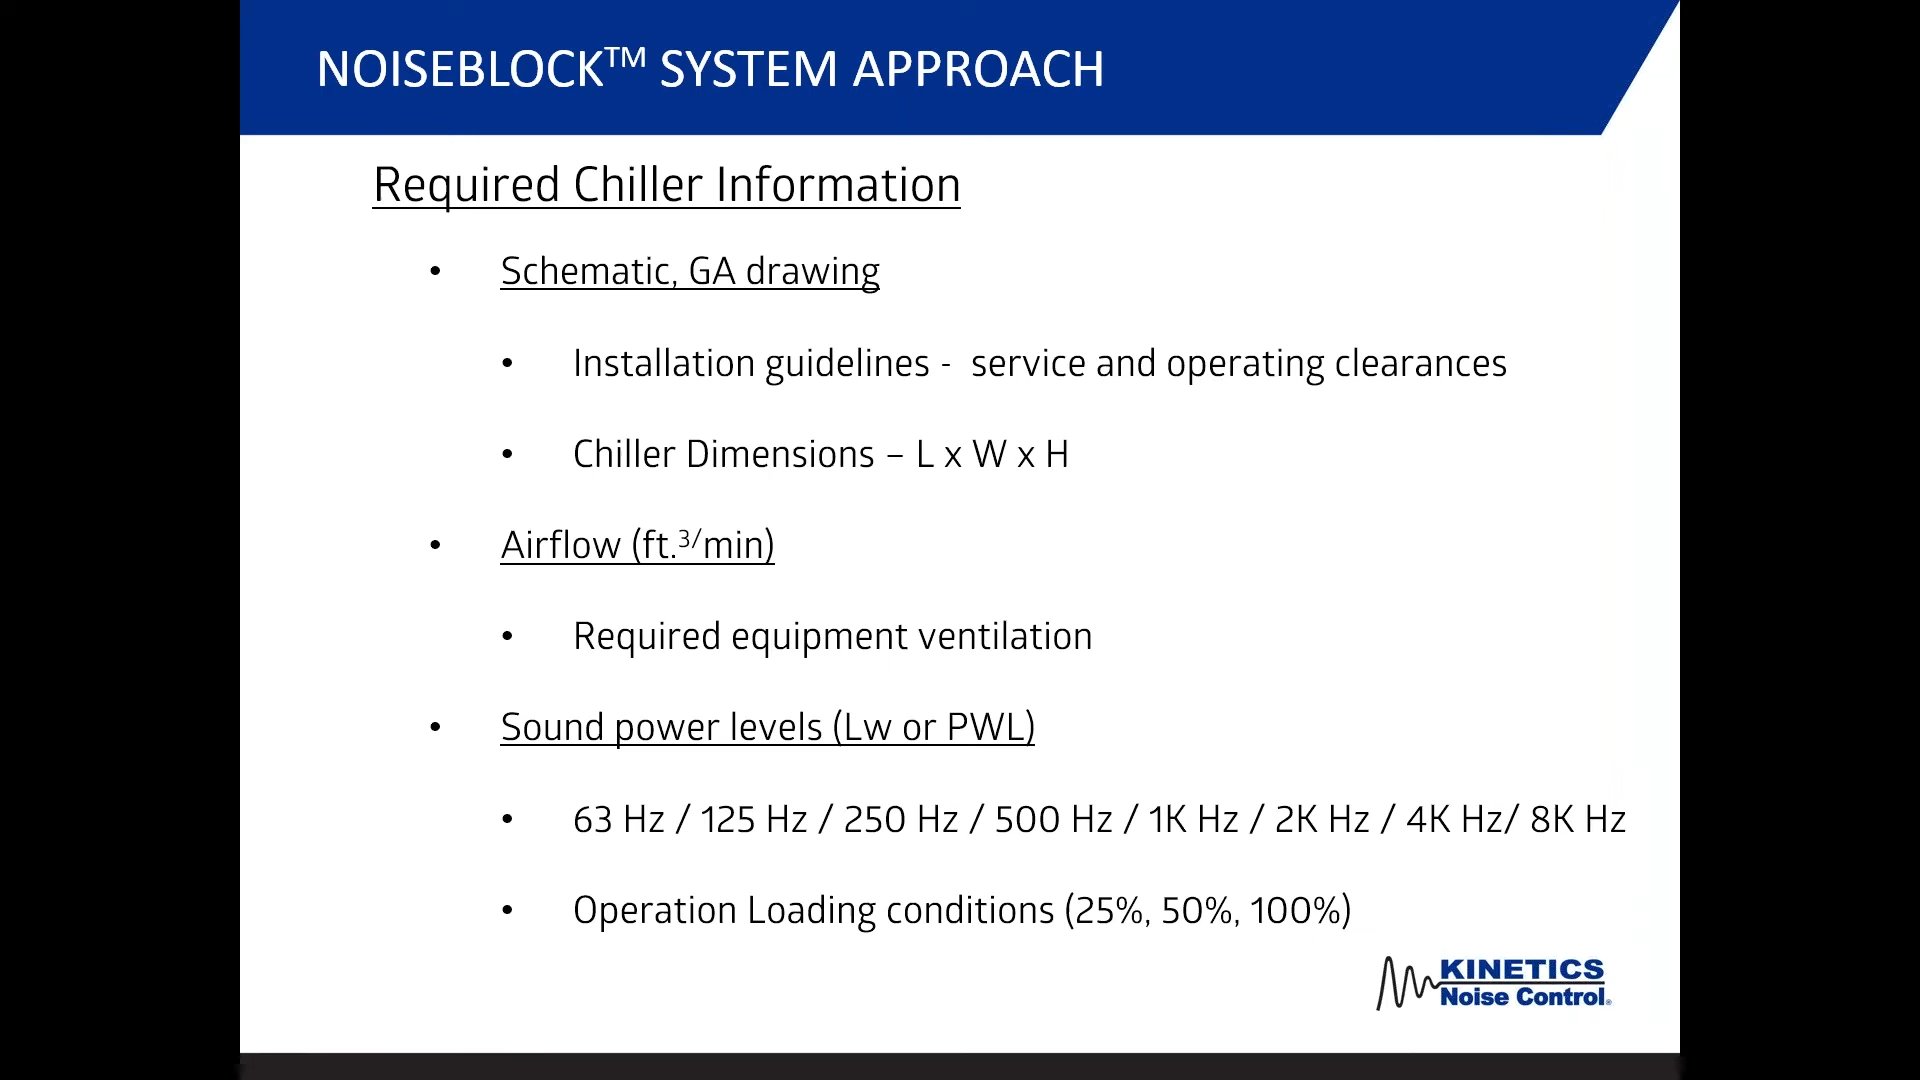 NOISEBLOCK™ SYSTEM APPROACH
Required Chiller Information
• Schematic, GA drawing
• Installation guidelines -  service and operating clearances
• Chiller Dimensions – L x W x H
• Airflow (ft.³/min)
• Required equipment ventilation
• Sound power levels (Lw or PWL)
• 63 Hz / 125 Hz / 250 Hz / 500 Hz / 1K Hz / 2K Hz / 4K Hz/ 8K Hz
• Operation Loading conditions (25%, 50%, 100%)
KINETICS
Noise Control®